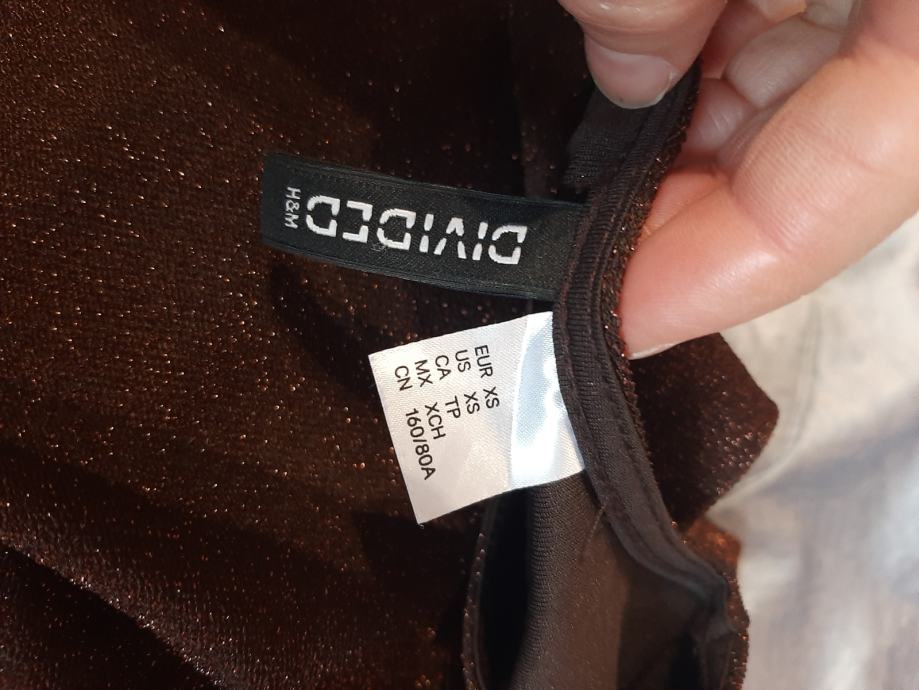 DIVIDED
H&M
EUR XS
US XS
CA TP
MX XCH
CN 160/80A